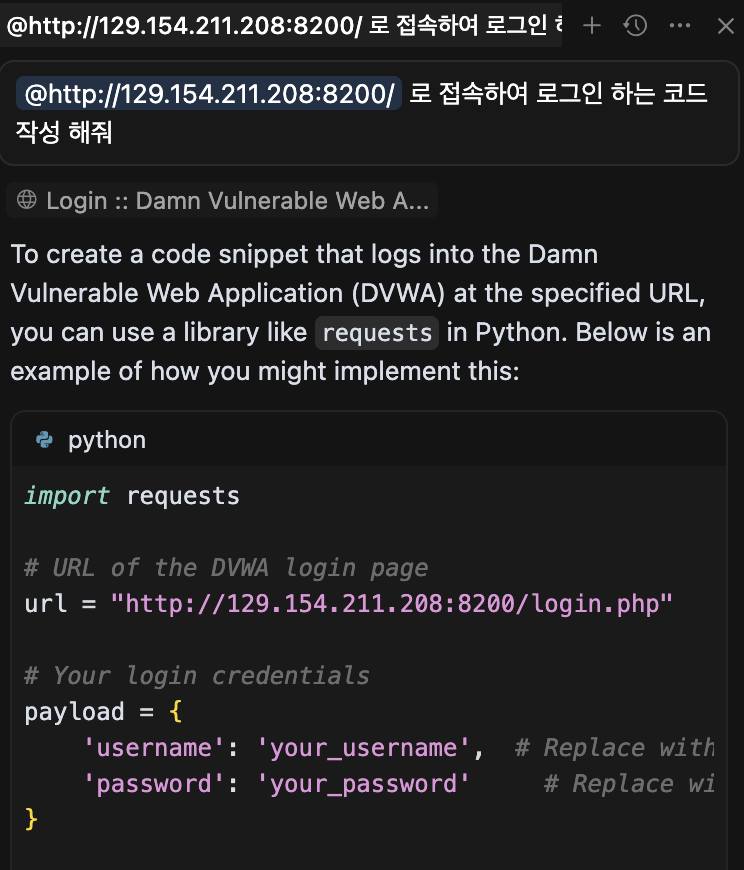 @http://129.154.211.208:8200/ 로 접속하여 로그인
@http://129.154.211.208:8200/ 로 접속하여 로그인 하는 코드
작성 해줘
Login :: Damn Vulnerable Web A...
To create a code snippet that logs into the Damn
Vulnerable Web Application (DVWA) at the specified URL,
you can use a library like requests in Python. Below is an
example of how you might implement this:
python
import requests
# URL of the DVWA login page
url = "http://129.154.211.208:8200/login.php"
# Your login credentials
payload = {
    'username': 'your_username',  # Replace with
    'password': 'your_password'     # Replace wi
}